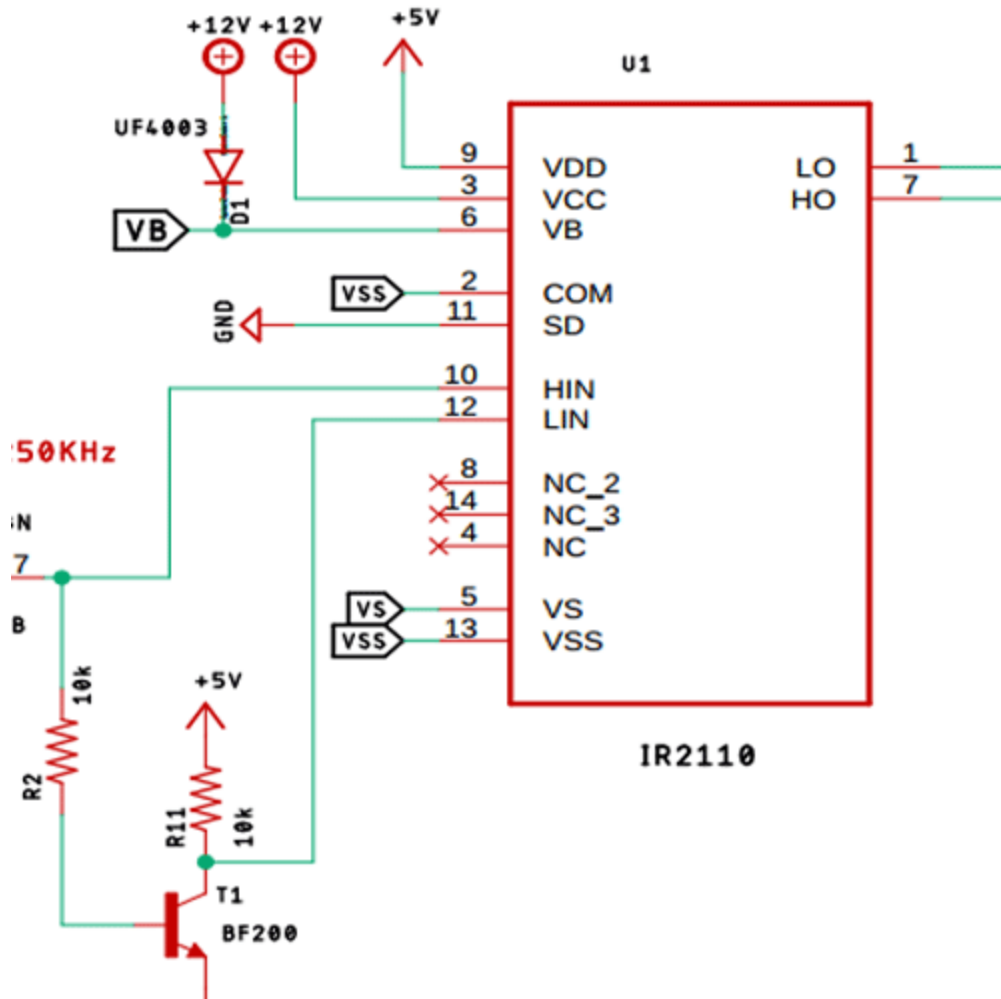 +12V +12V +5V
U1
UF4003
D1
VB
9 VDD LO 1
3 VCC HO 7
6 VB
VSS 2 COM
GND 11 SD
10 HIN
12 LIN
50KHz
8 NC_2
14 NC_3
4 NC
N
7
B
VS 5 VS
VSS 13 VSS
10k
R2
+5V
R11
10k
IR2110
T1
BF200